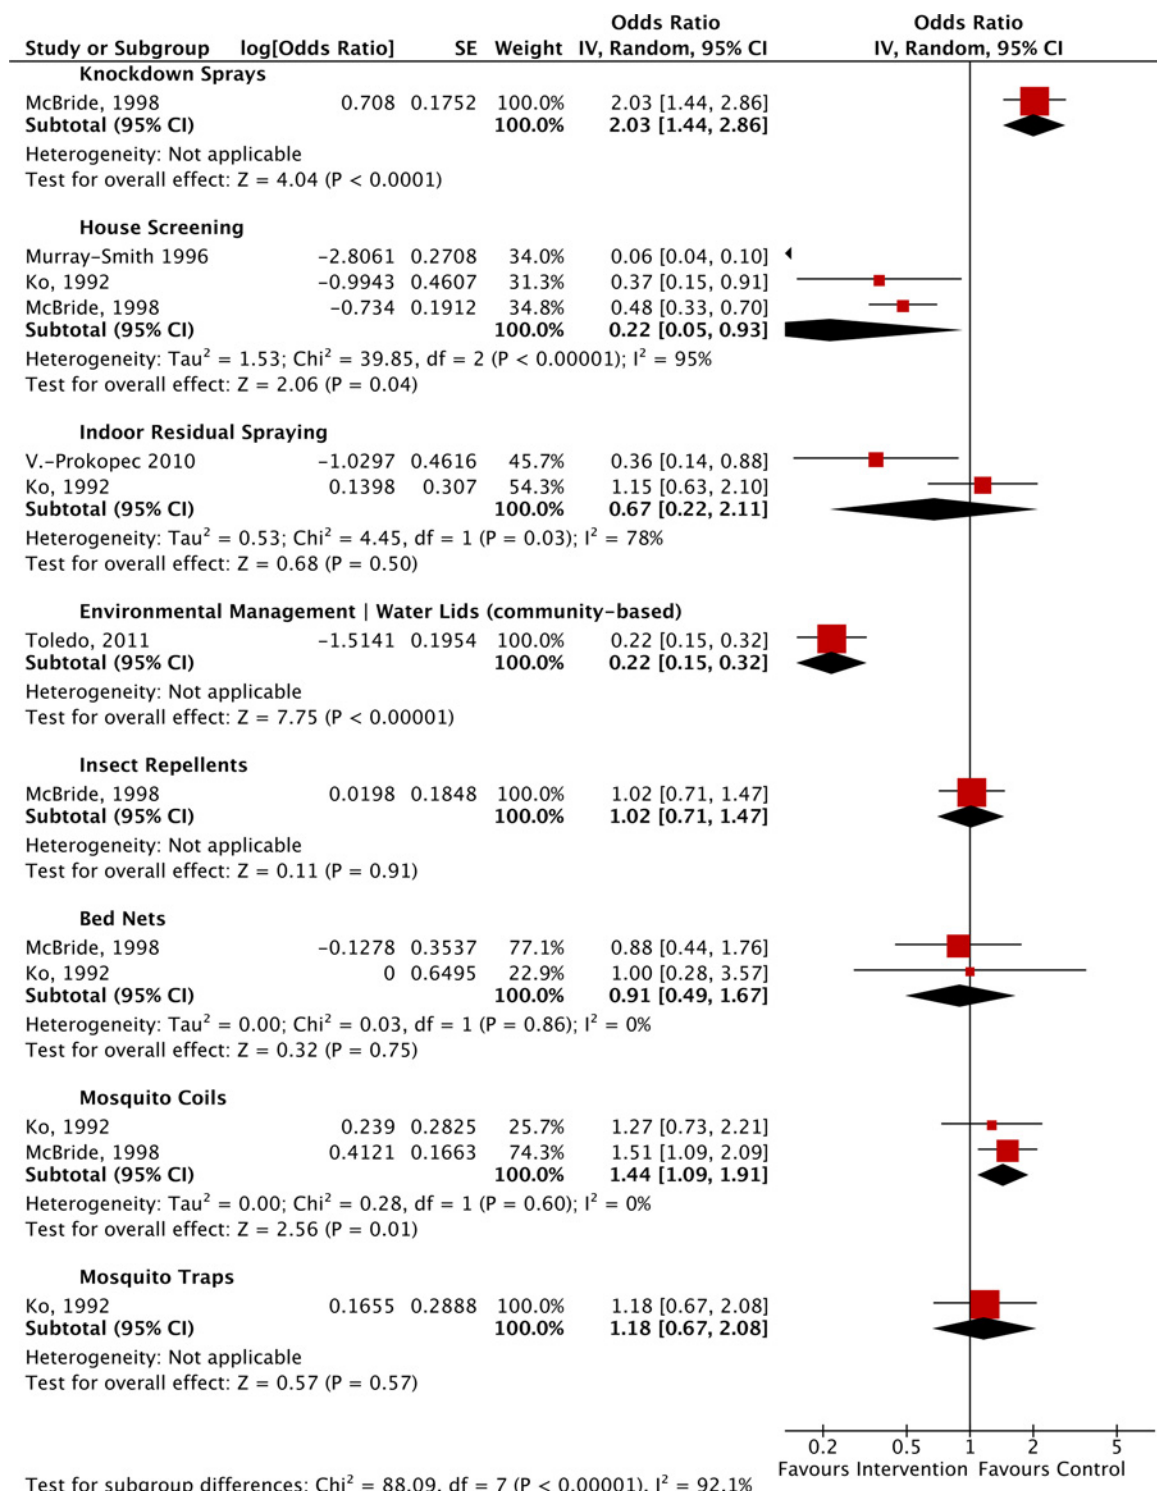 Odds Ratio Odds Ratio
Study or Subgroup log[Odds Ratio] SE Weight IV, Random, 95% CI IV, Random, 95% CI
Knockdown Sprays
McBride, 1998 0.708 0.1752 100.0% 2.03 [1.44, 2.86]
Subtotal (95% CI) 100.0% 2.03 [1.44, 2.86]
Heterogeneity: Not applicable
Test for overall effect: Z = 4.04 (P < 0.0001)
House Screening
Murray-Smith 1996 −2.8061 0.2708 34.0% 0.06 [0.04, 0.10]
Ko, 1992 −0.9943 0.4607 31.3% 0.37 [0.15, 0.91]
McBride, 1998 −0.734 0.1912 34.8% 0.48 [0.33, 0.70]
Subtotal (95% CI) 100.0% 0.22 [0.05, 0.93]
Heterogeneity: Tau² = 1.53; Chi² = 39.85, df = 2 (P < 0.00001); I² = 95%
Test for overall effect: Z = 2.06 (P = 0.04)
Indoor Residual Spraying
V.-Prokopec 2010 −1.0297 0.4616 45.7% 0.36 [0.14, 0.88]
Ko, 1992 0.1398 0.307 54.3% 1.15 [0.63, 2.10]
Subtotal (95% CI) 100.0% 0.67 [0.22, 2.11]
Heterogeneity: Tau² = 0.53; Chi² = 4.45, df = 1 (P = 0.03); I² = 78%
Test for overall effect: Z = 0.68 (P = 0.50)
Environmental Management | Water Lids (community-based)
Toledo, 2011 −1.5141 0.1954 100.0% 0.22 [0.15, 0.32]
Subtotal (95% CI) 100.0% 0.22 [0.15, 0.32]
Heterogeneity: Not applicable
Test for overall effect: Z = 7.75 (P < 0.00001)
Insect Repellents
McBride, 1998 0.0198 0.1848 100.0% 1.02 [0.71, 1.47]
Subtotal (95% CI) 100.0% 1.02 [0.71, 1.47]
Heterogeneity: Not applicable
Test for overall effect: Z = 0.11 (P = 0.91)
Bed Nets
McBride, 1998 −0.1278 0.3537 77.1% 0.88 [0.44, 1.76]
Ko, 1992 0 0.6495 22.9% 1.00 [0.28, 3.57]
Subtotal (95% CI) 100.0% 0.91 [0.49, 1.67]
Heterogeneity: Tau² = 0.00; Chi² = 0.03, df = 1 (P = 0.86); I² = 0%
Test for overall effect: Z = 0.32 (P = 0.75)
Mosquito Coils
Ko, 1992 0.239 0.2825 25.7% 1.27 [0.73, 2.21]
McBride, 1998 0.4121 0.1663 74.3% 1.51 [1.09, 2.09]
Subtotal (95% CI) 100.0% 1.44 [1.09, 1.91]
Heterogeneity: Tau² = 0.00; Chi² = 0.28, df = 1 (P = 0.60); I² = 0%
Test for overall effect: Z = 2.56 (P = 0.01)
Mosquito Traps
Ko, 1992 0.1655 0.2888 100.0% 1.18 [0.67, 2.08]
Subtotal (95% CI) 100.0% 1.18 [0.67, 2.08]
Heterogeneity: Not applicable
Test for overall effect: Z = 0.57 (P = 0.57)
0.2 0.5 1 2 5
Favours Intervention Favours Control
Test for subgroup differences: Chi² = 88.09, df = 7 (P < 0.00001), I² = 92.1%